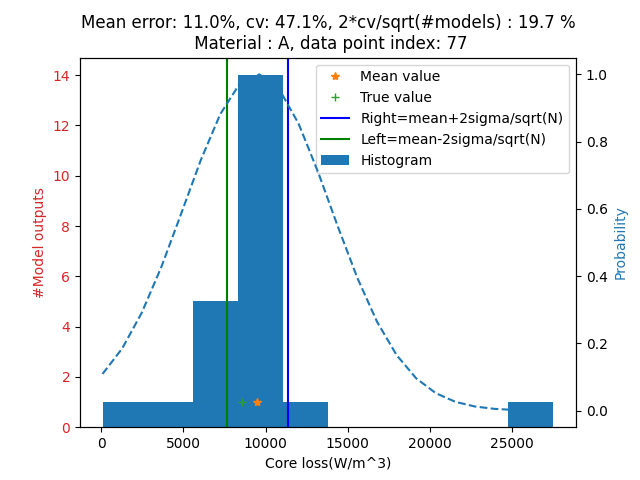 Mean error: 11.0%, cv: 47.1%, 2*cv/sqrt(#models) : 19.7 %
Material : A, data point index: 77
14
12
10
8
6
4
2
0
#Model outputs
Mean value
True value
Right=mean+2sigma/sqrt(N)
Left=mean-2sigma/sqrt(N)
Histogram
1.0
0.8
0.6
0.4
0.2
0.0
Probability
0 5000 10000 15000 20000 25000
Core loss(W/m^3)